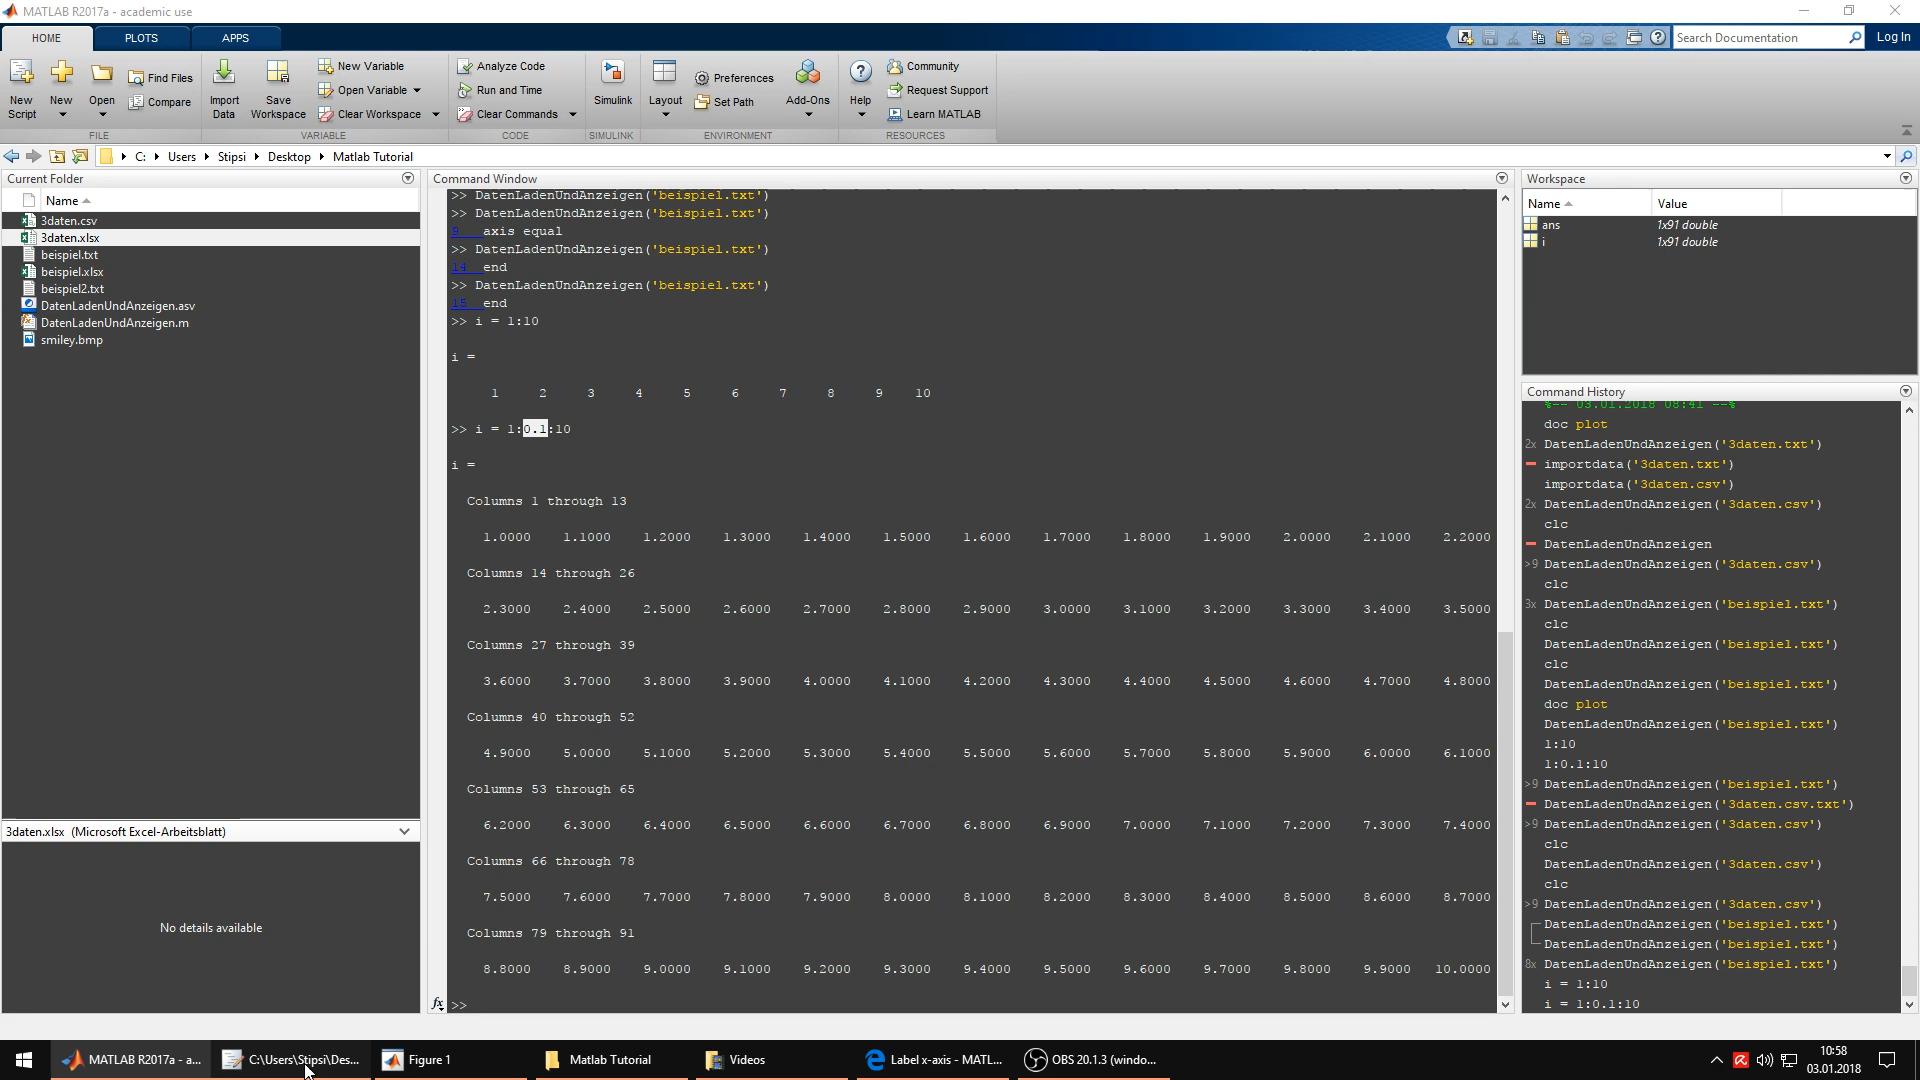 MATLAB R2017a - academic use
HOME PLOTS APPS
Search Documentation Log In
New Script
New
Open
Find Files
Compare
Import Data
Save Workspace
New Variable
Open Variable
Clear Workspace
Analyze Code
Run and Time
Clear Commands
Simulink
Layout
Preferences
Set Path
Add-Ons
Help
Community
Request Support
Learn MATLAB
FILE VARIABLE CODE SIMULINK ENVIRONMENT RESOURCES
C: Users Stipsi Desktop Matlab Tutorial
Current Folder
Name
3daten.csv
3daten.xlsx
beispiel.txt
beispiel.xlsx
beispiel2.txt
DatenLadenUndAnzeigen.asv
DatenLadenUndAnzeigen.m
smiley.bmp
3daten.xlsx (Microsoft Excel-Arbeitsblatt)
No details available
Command Window
>> DatenLadenUndAnzeigen('beispiel.txt')
>> DatenLadenUndAnzeigen('beispiel.txt')
9 axis equal
>> DatenLadenUndAnzeigen('beispiel.txt')
14 end
>> DatenLadenUndAnzeigen('beispiel.txt')
15 end
>> i = 1:10
i =
1 2 3 4 5 6 7 8 9 10
>> i = 1:0.1:10
i =
Columns 1 through 13
1.0000 1.1000 1.2000 1.3000 1.4000 1.5000 1.6000 1.7000 1.8000 1.9000 2.0000 2.1000 2.2000
Columns 14 through 26
2.3000 2.4000 2.5000 2.6000 2.7000 2.8000 2.9000 3.0000 3.1000 3.2000 3.3000 3.4000 3.5000
Columns 27 through 39
3.6000 3.7000 3.8000 3.9000 4.0000 4.1000 4.2000 4.3000 4.4000 4.5000 4.6000 4.7000 4.8000
Columns 40 through 52
4.9000 5.0000 5.1000 5.2000 5.3000 5.4000 5.5000 5.6000 5.7000 5.8000 5.9000 6.0000 6.1000
Columns 53 through 65
6.2000 6.3000 6.4000 6.5000 6.6000 6.7000 6.8000 6.9000 7.0000 7.1000 7.2000 7.3000 7.4000
Columns 66 through 78
7.5000 7.6000 7.7000 7.8000 7.9000 8.0000 8.1000 8.2000 8.3000 8.4000 8.5000 8.6000 8.7000
Columns 79 through 91
8.8000 8.9000 9.0000 9.1000 9.2000 9.3000 9.4000 9.5000 9.6000 9.7000 9.8000 9.9000 10.0000
fx >>
Workspace
Name Value
ans 1x91 double
i 1x91 double
Command History
%-- 03.01.2018 08:41 --%
doc plot
2x DatenLadenUndAnzeigen('3daten.txt')
importdata('3daten.txt')
importdata('3daten.csv')
2x DatenLadenUndAnzeigen('3daten.csv')
clc
DatenLadenUndAnzeigen
>9 DatenLadenUndAnzeigen('3daten.csv')
clc
3x DatenLadenUndAnzeigen('beispiel.txt')
clc
DatenLadenUndAnzeigen('beispiel.txt')
clc
DatenLadenUndAnzeigen('beispiel.txt')
doc plot
DatenLadenUndAnzeigen('beispiel.txt')
1:10
1:0.1:10
>9 DatenLadenUndAnzeigen('beispiel.txt')
DatenLadenUndAnzeigen('3daten.csv.txt')
>9 DatenLadenUndAnzeigen('3daten.csv')
clc
DatenLadenUndAnzeigen('3daten.csv')
clc
>9 DatenLadenUndAnzeigen('3daten.csv')
DatenLadenUndAnzeigen('beispiel.txt')
DatenLadenUndAnzeigen('beispiel.txt')
8x DatenLadenUndAnzeigen('beispiel.txt')
i = 1:10
i = 1:0.1:10
MATLAB R2017a - a... C:\Users\Stipsi\Des... Figure 1 Matlab Tutorial Videos Label x-axis - MATL... OBS 20.1.3 (windo...
10:58
03.01.2018